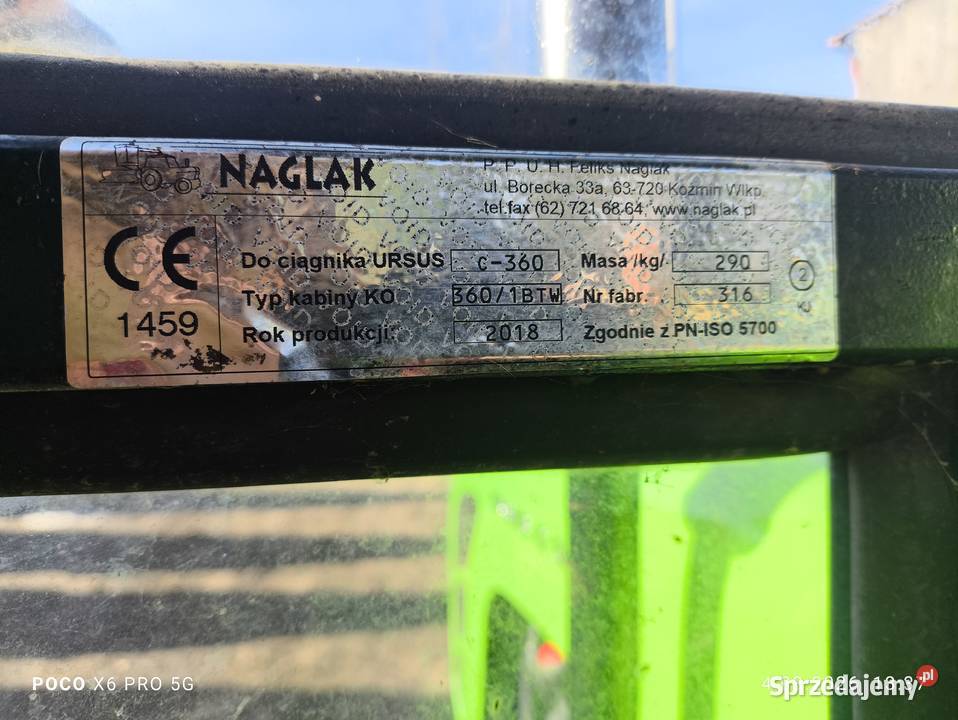 NAGLAK
P. P. U. H. Feliks Naglak
ul. Borecka 33a, 63-720 Koźmin Wlkp.
tel.fax (62) 721 68 64, www.naglak.pl
CE
1459
Do ciągnika URSUS C-360 Masa /kg/ 290
Typ kabiny KO 360/1BTW Nr fabr. 316
Rok produkcji: 2018 Zgodnie z PN-ISO 5700
2
KJ
POCO X6 PRO 5G
Sprzedajemy.pl